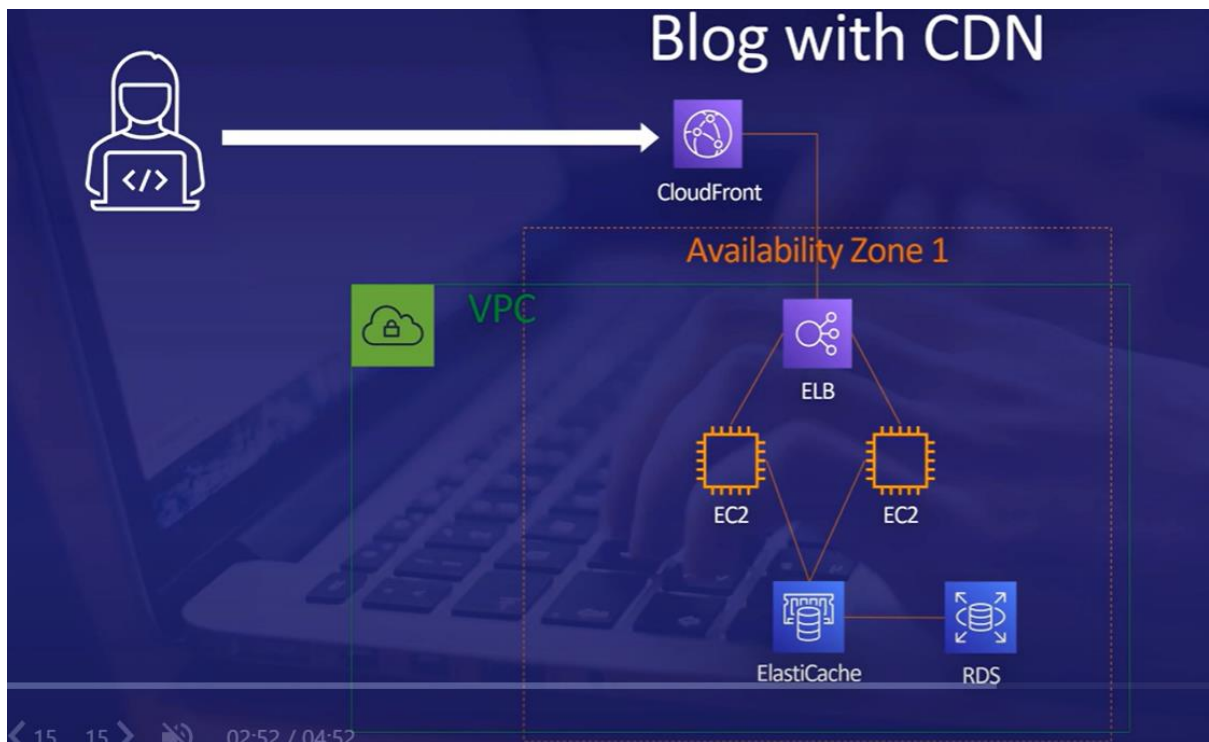 Blog with CDN
</>
CloudFront
Availability Zone 1
VPC
ELB
EC2
EC2
ElastiCache
RDS
15
15
02:52 / 04:52